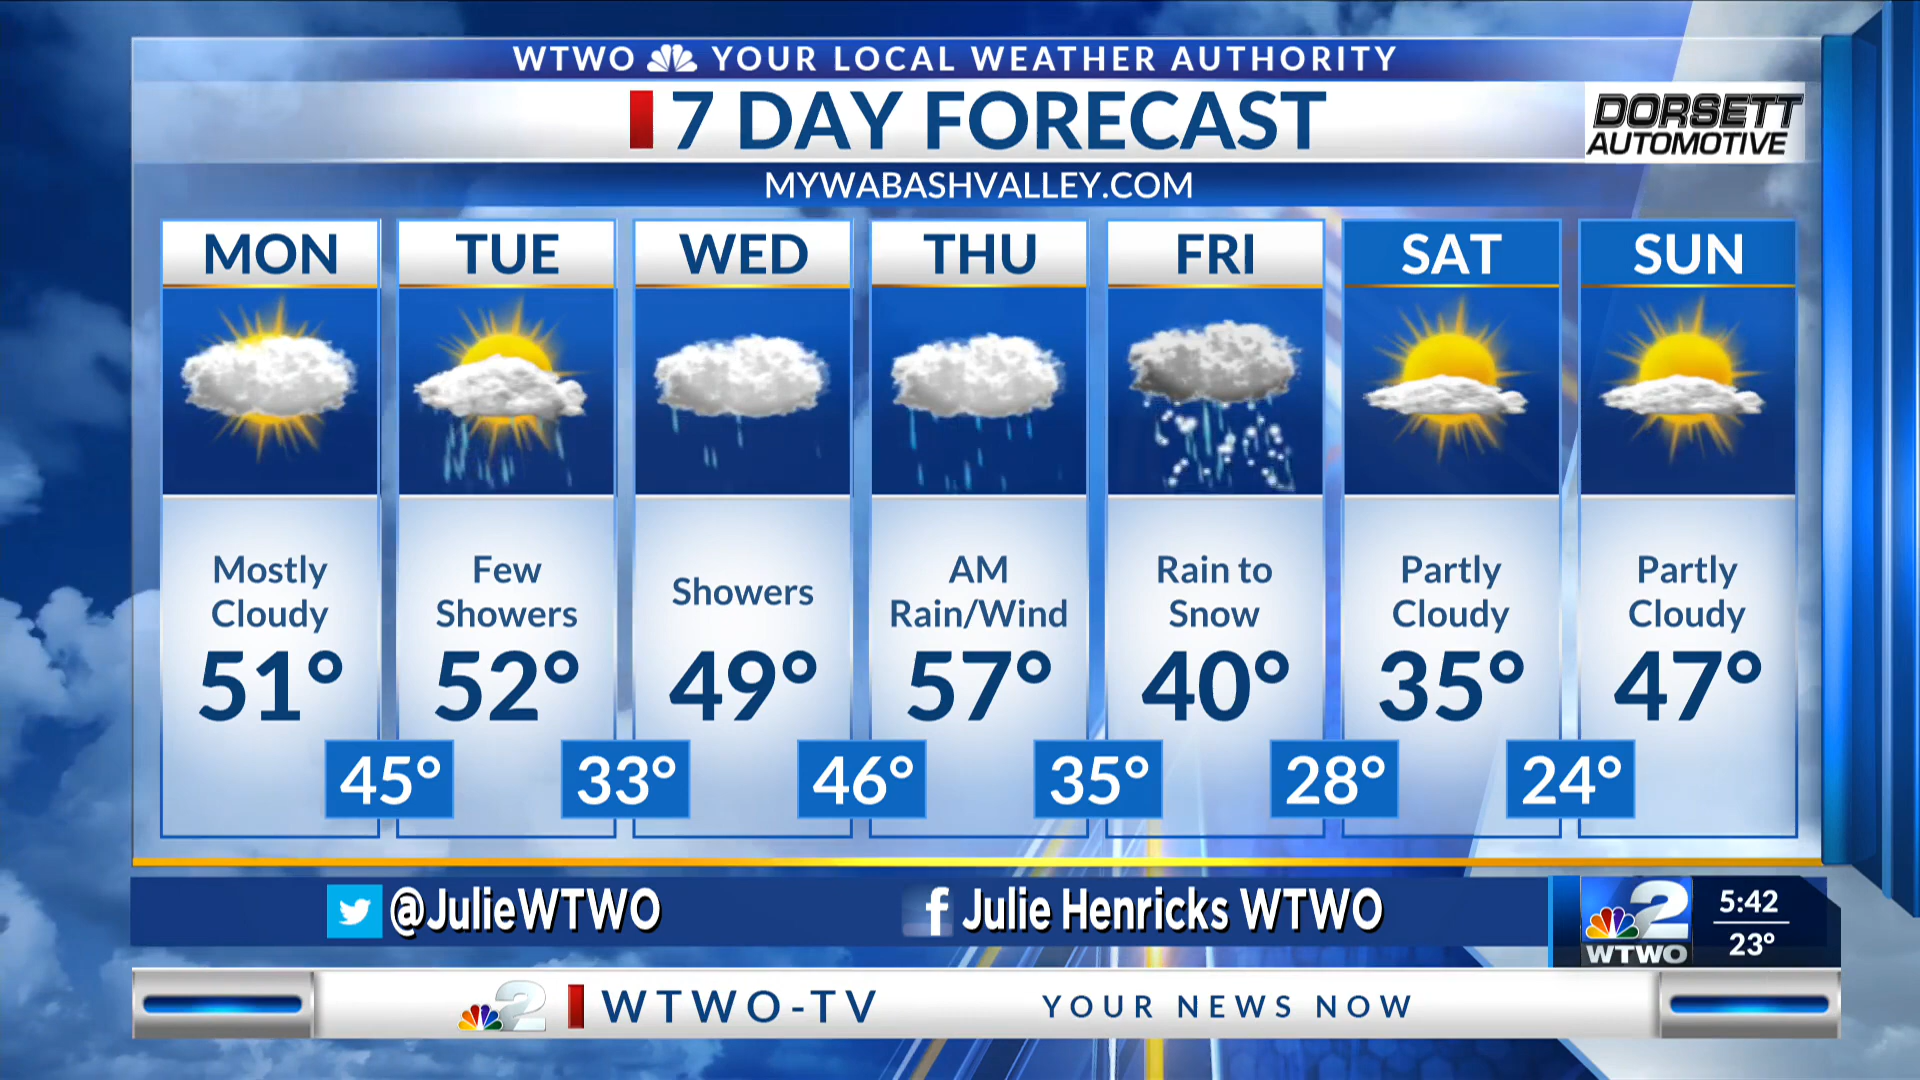 WTWO YOUR LOCAL WEATHER AUTHORITY
7 DAY FORECAST
DORSETT
AUTOMOTIVE
MYWABASHVALLEY.COM
MON TUE WED THU FRI SAT SUN
Mostly Cloudy
Few Showers
Showers
AM Rain/Wind
Rain to Snow
Partly Cloudy
Partly Cloudy
51° 52° 49° 57° 40° 35° 47°
45° 33° 46° 35° 28° 24°
@JulieWTWO
Julie Henricks WTWO
2
WTWO
5:42
23°
2 WTWO-TV YOUR NEWS NOW